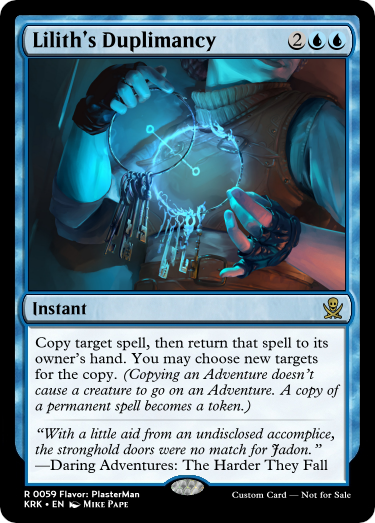 Lilith's Duplimancy 2
Instant
Copy target spell, then return that spell to its
owner's hand. You may choose new targets
for the copy. (Copying an Adventure doesn't
cause a creature to go on an Adventure. A copy
of a permanent spell becomes a token.)
"With a little aid from an undisclosed accomplice,
the stronghold doors were no match for Jadon."
—Daring Adventures: The Harder They Fall
R 0059 Flavor: PlasterMan
KRK • EN Mike Pape
Custom Card — Not for Sale